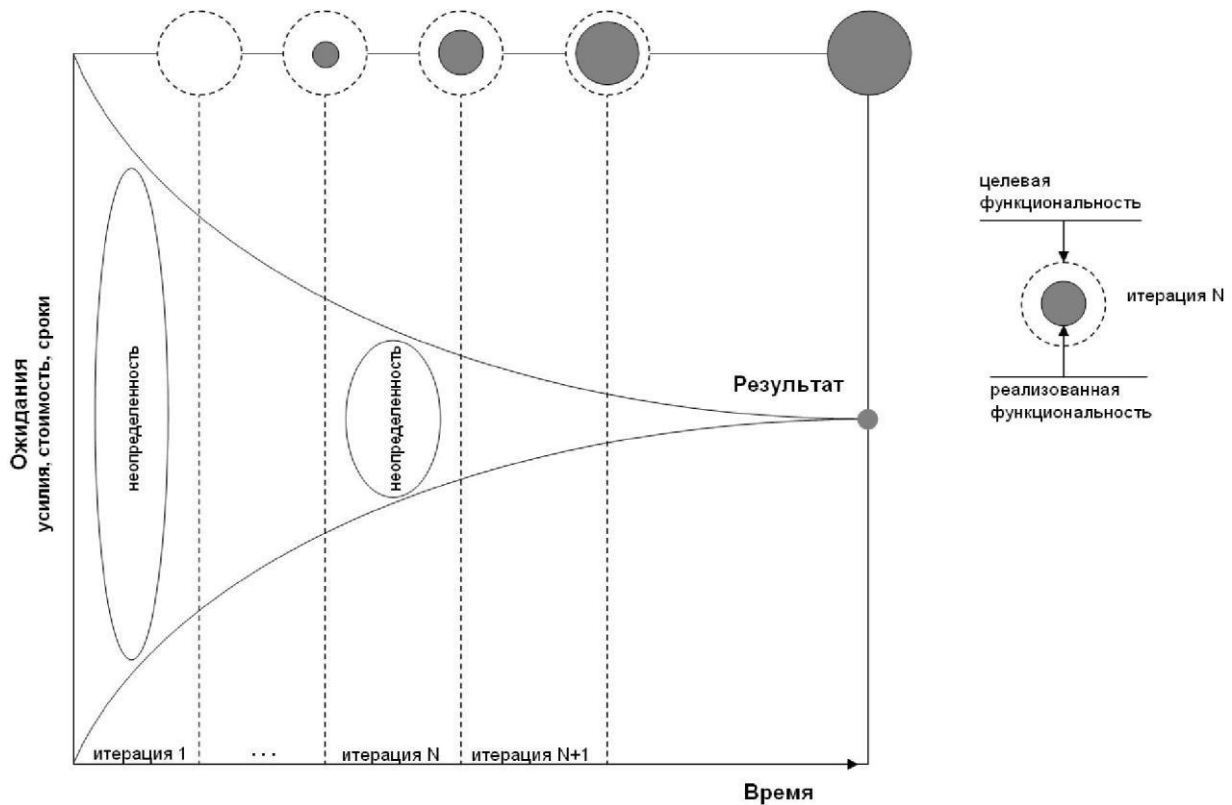 целевая
функциональность
итерация N
реализованная
функциональность
Ожидания
усилия, стоимость, сроки
неопределенность
неопределенность
Результат
итерация 1
...
итерация N
итерация N+1
Время